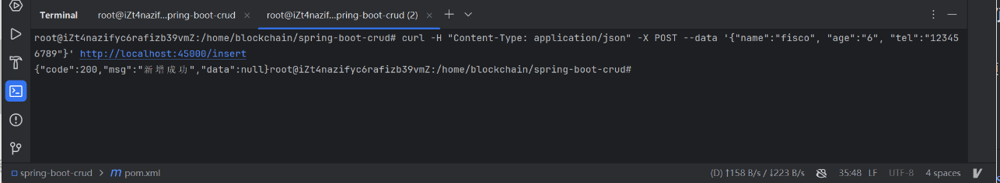 Terminal root@iZt4nazif...pring-boot-crud × root@iZt4nazif...pring-boot-crud (2) ×
root@iZt4nazifyc6rafizb39vmZ:/home/blockchain/spring-boot-crud# curl -H "Content-Type: application/json" -X POST --data '{"name":"fisco", "age":"6", "tel":"12345
6789"}' http://localhost:45000/insert
{"code":200,"msg":"新增成功","data":null}root@iZt4nazifyc6rafizb39vmZ:/home/blockchain/spring-boot-crud#
spring-boot-crud > m pom.xml (D) ↑158 B/s / ↓223 B/s 35:48 LF UTF-8 4 spaces